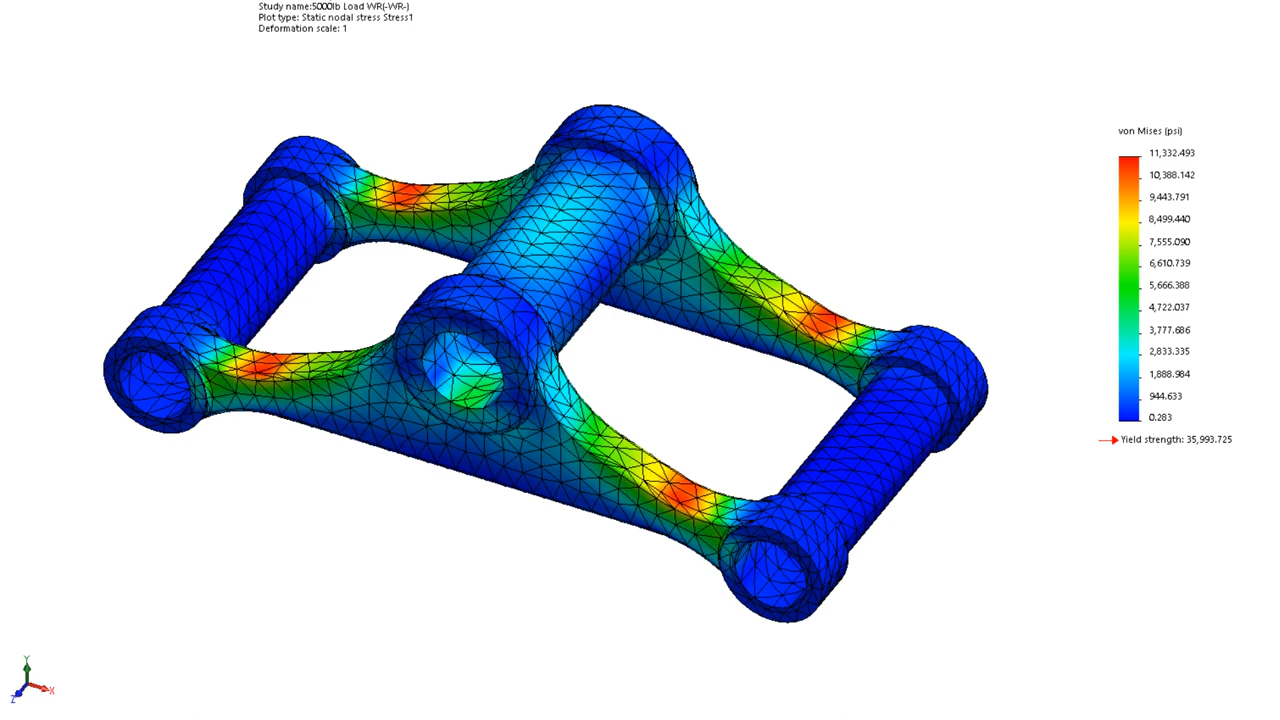 Study name:5000lb Load WR(-WR-)
Plot type: Static nodal stress Stress1
Deformation scale: 1
von Mises (psi)
11,332.493
10,388.142
9,443.791
8,499.440
7,555.090
6,610.739
5,666.388
4,722.037
3,777.686
2,833.335
1,888.984
944.633
0.283
Yield strength: 35,993.725
Y
X
Z